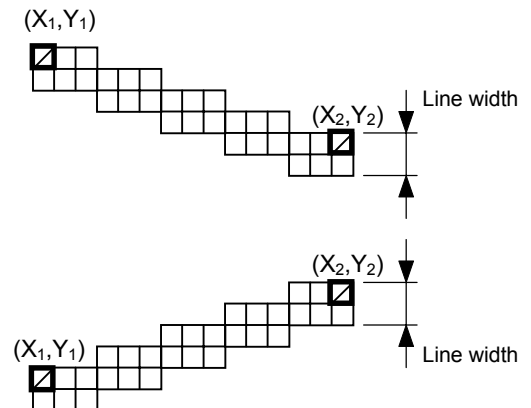 (X₁,Y₁)
Line width
(X₂,Y₂)
(X₂,Y₂)
(X₁,Y₁)
Line width